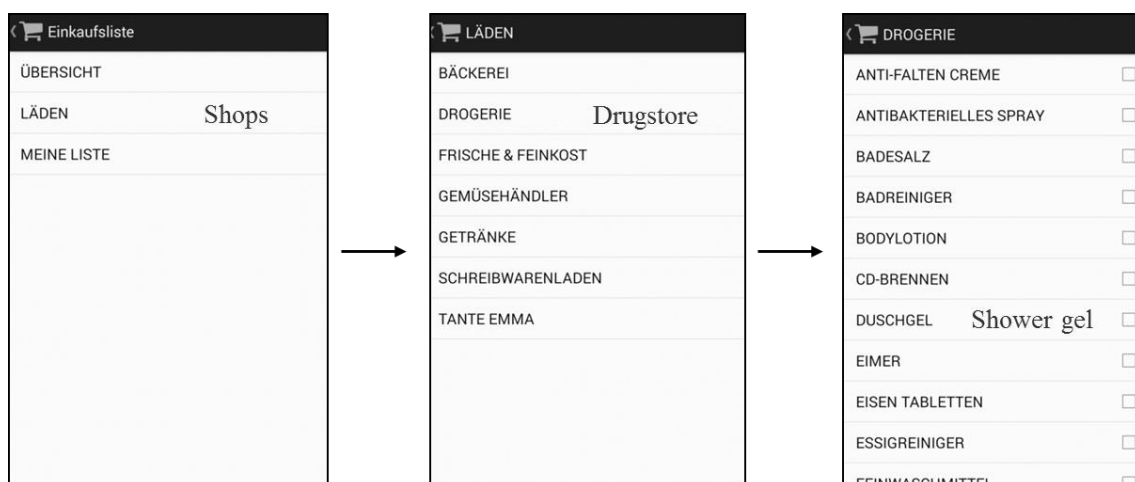 Einkaufsliste
ÜBERSICHT
LÄDEN Shops
MEINE LISTE
LÄDEN
BÄCKEREI
DROGERIE Drugstore
FRISCHE & FEINKOST
GEMÜSEHÄNDLER
GETRÄNKE
SCHREIBWARENLADEN
TANTE EMMA
DROGERIE
ANTI-FALTEN CREME
ANTIBAKTERIELLES SPRAY
BADESALZ
BADREINIGER
BODYLOTION
CD-BRENNEN
DUSCHGEL Shower gel
EIMER
EISEN TABLETTEN
ESSIGREINIGER